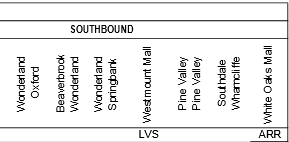 SOUTHBOUND
Wonderland
Oxford
Beaverbrook
Wonderland
Wonderland
Springbank
Westmount Mall
Pine Valley
Pine Valley
Southdale
Wharncliffe
White Oaks Mall
LVS
ARR